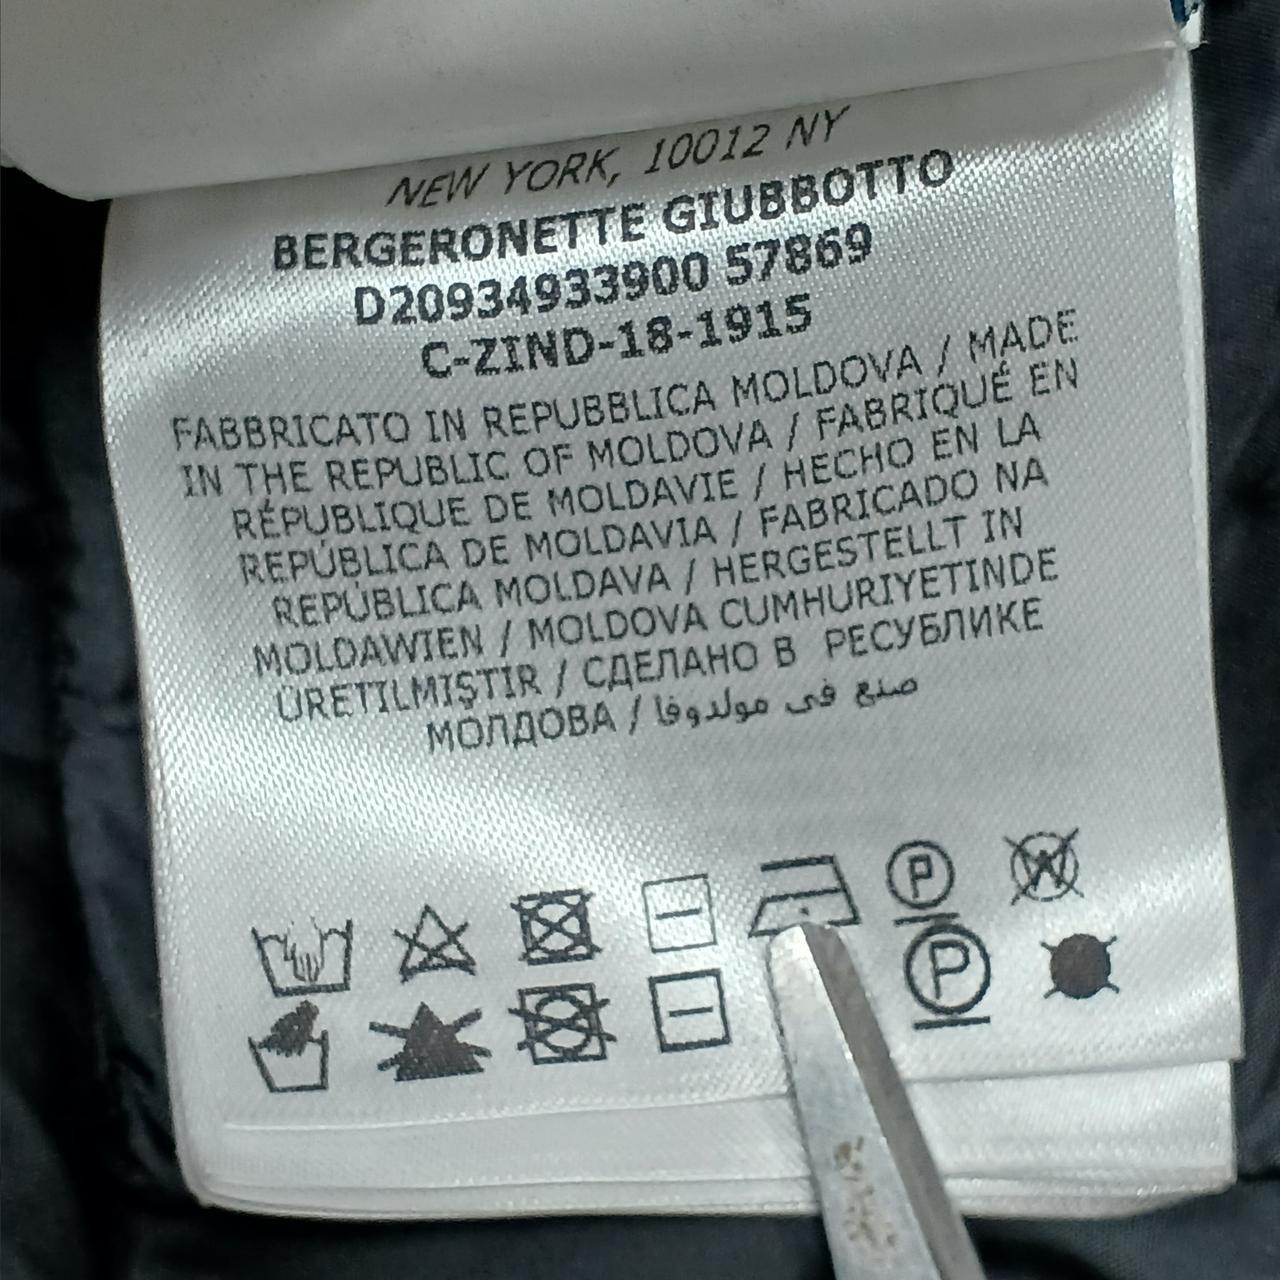 NEW YORK, 10012 NY
BERGERONETTE GIUBBOTTO
D20934933900 57869
C-ZIND-18-1915
FABBRICATO IN REPUBBLICA MOLDOVA / MADE
IN THE REPUBLIC OF MOLDOVA / FABRIQUÉ EN
RÉPUBLIQUE DE MOLDAVIE / HECHO EN LA
REPÚBLICA DE MOLDAVIA / FABRICADO NA
REPÚBLICA MOLDAVA / HERGESTELLT IN
MOLDAWIEN / MOLDOVA CUMHURIYETINDE
ÜRETILMIŞTIR / СДЕЛАНО В РЕСУБЛИКЕ
МОЛДОВА / صنع في مولدوفا
P W
P